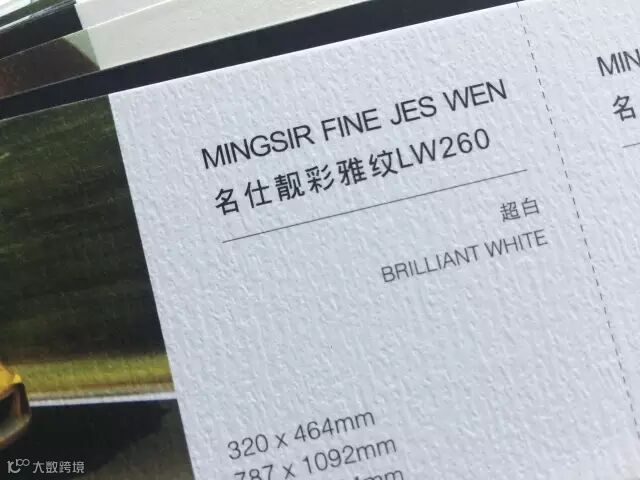 MINGSIR FINE JES WEN
名仕靓彩雅纹LW260
超白
BRILLIANT WHITE
320 x 464mm
787 x 1092mm
MIN
名
大数跨境